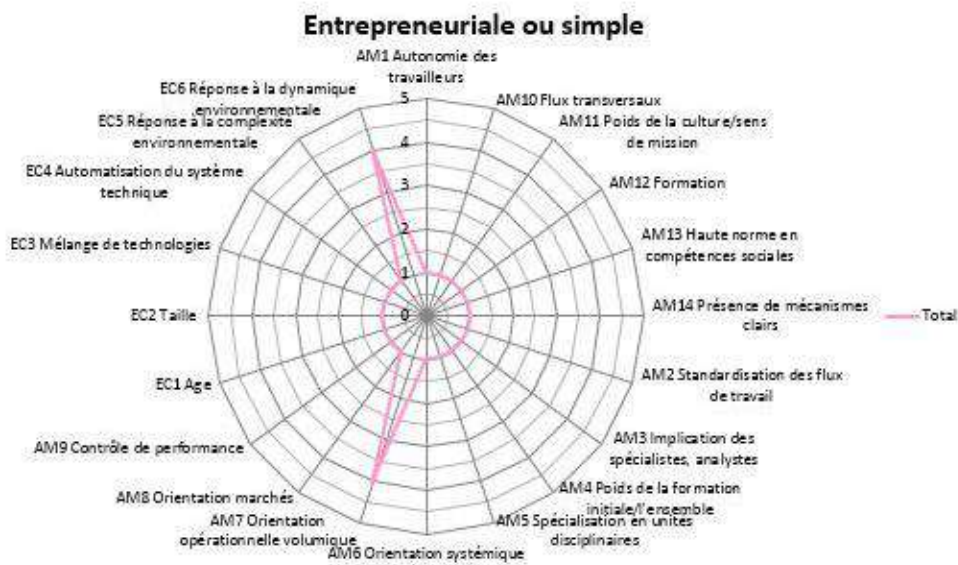 Entrepreneuriale ou simple
AM1 Autonomie des
travailleurs
AM10 Flux transversaux
AM11 Poids de la culture/sens
de mission
AM12 Formation
AM13 Haute norme en
compétences sociales
AM14 Présence de mécanismes
clairs
AM2 Standardisation des flux
de travail
AM3 Implication des
spécialistes, analystes
AM4 Poids de la formation
initiale/l'ensemble
AM5 Spécialisation en unités
disciplinaires
AM6 Orientation systémique
AM7 Orientation
opérationnelle volumique
AM8 Orientation marchés
AM9 Contrôle de performance
EC1 Age
EC2 Taille
EC3 Mélange de technologies
EC4 Automatisation du système
technique
EC5 Réponse à la complexité
environnementale
EC6 Réponse à la dynamique
environnementale
5
4
3
2
1
0
Total